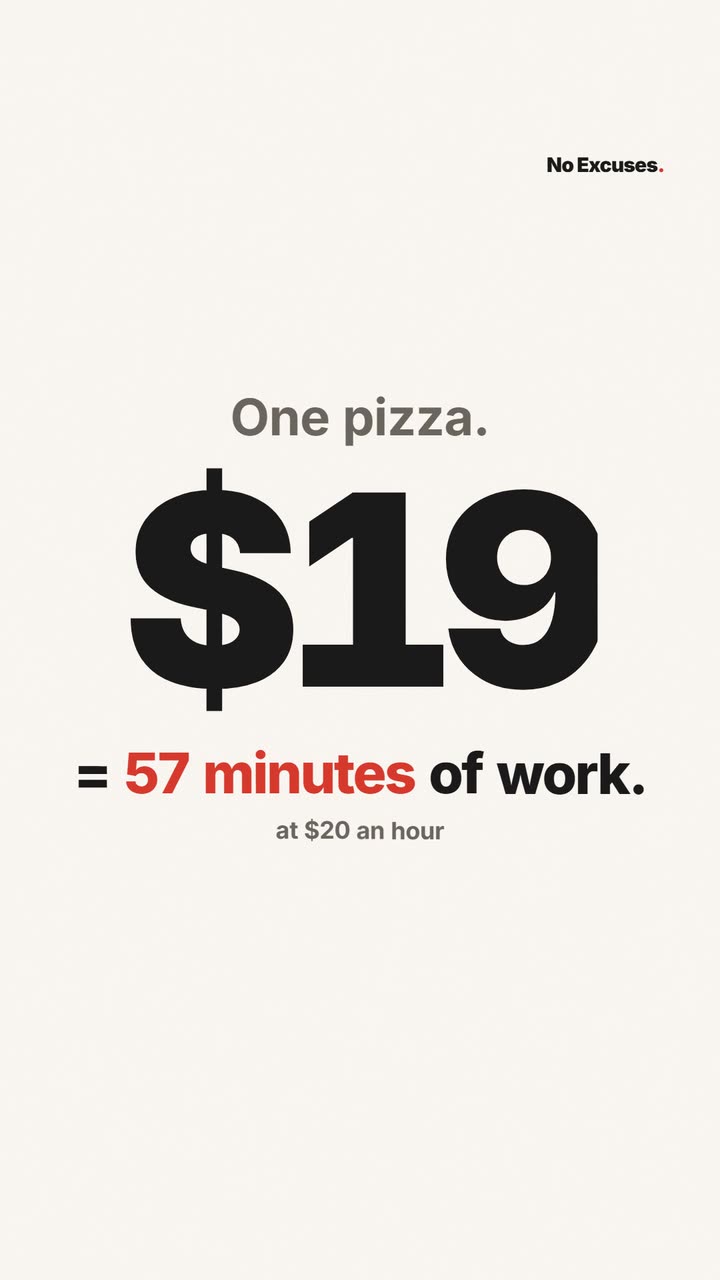 No Excuses.
One pizza.
$19
= 57 minutes of work.
at $20 an hour